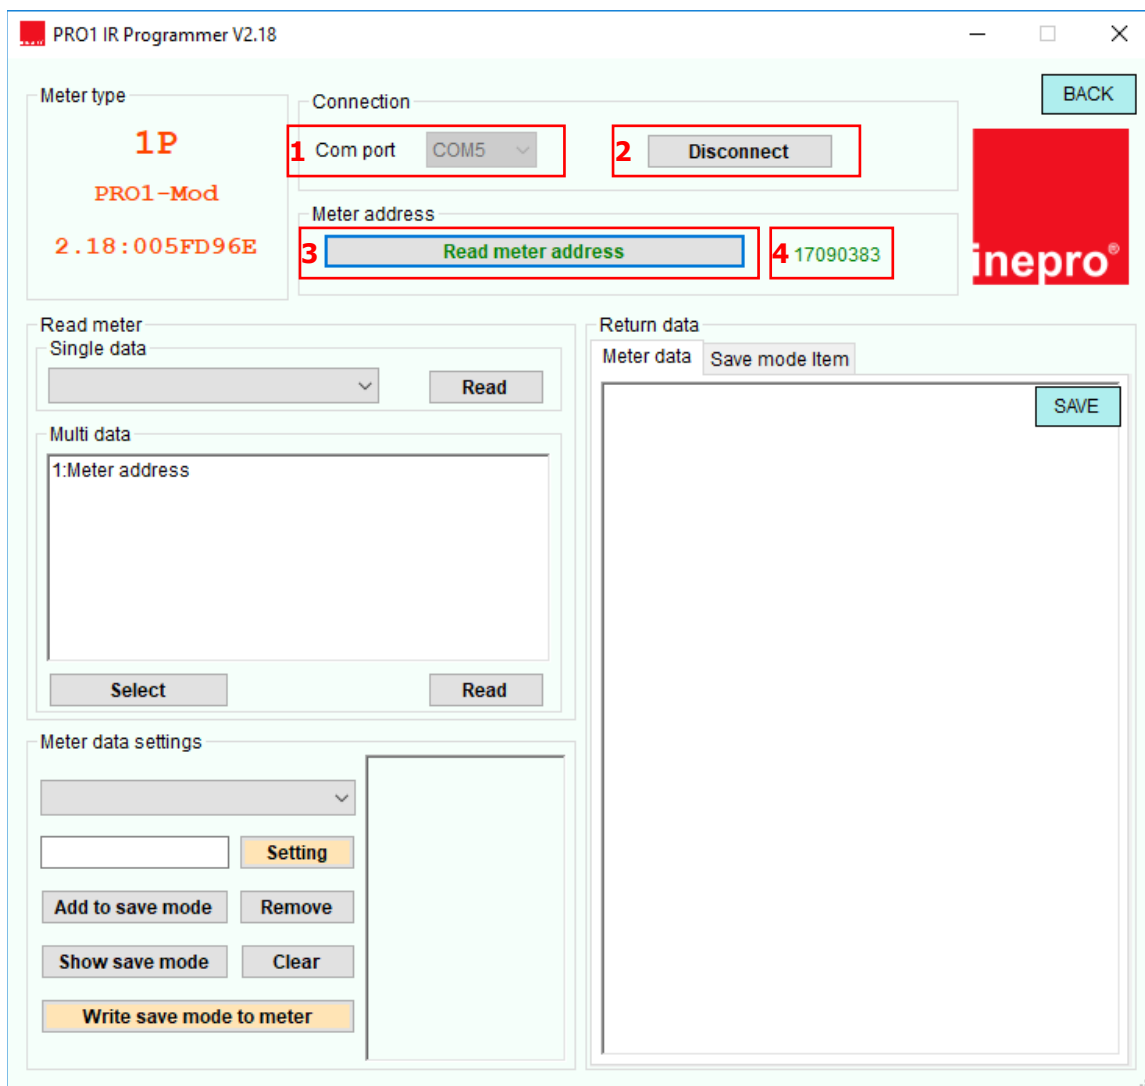 PRO1 IR Programmer V2.18
BACK
Meter type
1P
PRO1-Mod
2.18:005FD96E
Connection
1 Com port COM5 2 Disconnect
Meter address
3 Read meter address 4 17090383
inepro®
Read meter
Single data
Read
Multi data
1:Meter address
Select Read
Return data
Meter data Save mode Item
SAVE
Meter data settings
Setting
Add to save mode Remove
Show save mode Clear
Write save mode to meter